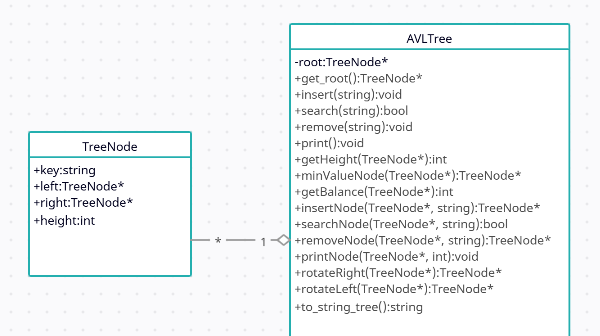 TreeNode
+key:string
+left:TreeNode*
+right:TreeNode*
+height:int
* 1
AVLTree
-root:TreeNode*
+get_root():TreeNode*
+insert(string):void
+search(string):bool
+remove(string):void
+print():void
+getHeight(TreeNode*):int
+minValueNode(TreeNode*):TreeNode*
+getBalance(TreeNode*):int
+insertNode(TreeNode*, string):TreeNode*
+searchNode(TreeNode*, string):bool
+removeNode(TreeNode*, string):TreeNode*
+printNode(TreeNode*, int):void
+rotateRight(TreeNode*):TreeNode*
+rotateLeft(TreeNode*):TreeNode*
+to_string_tree():string